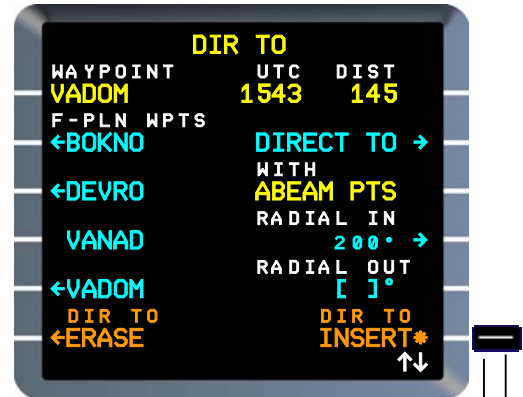 DIR TO
WAYPOINT UTC DIST
VADOM 1543 145
F-PLN WPTS
←BOKNO DIRECT TO →
WITH
←DEVRO ABEAM PTS
RADIAL IN
VANAD 200° →
RADIAL OUT
←VADOM [ ]°
DIR TO DIR TO
←ERASE INSERT*
↑↓